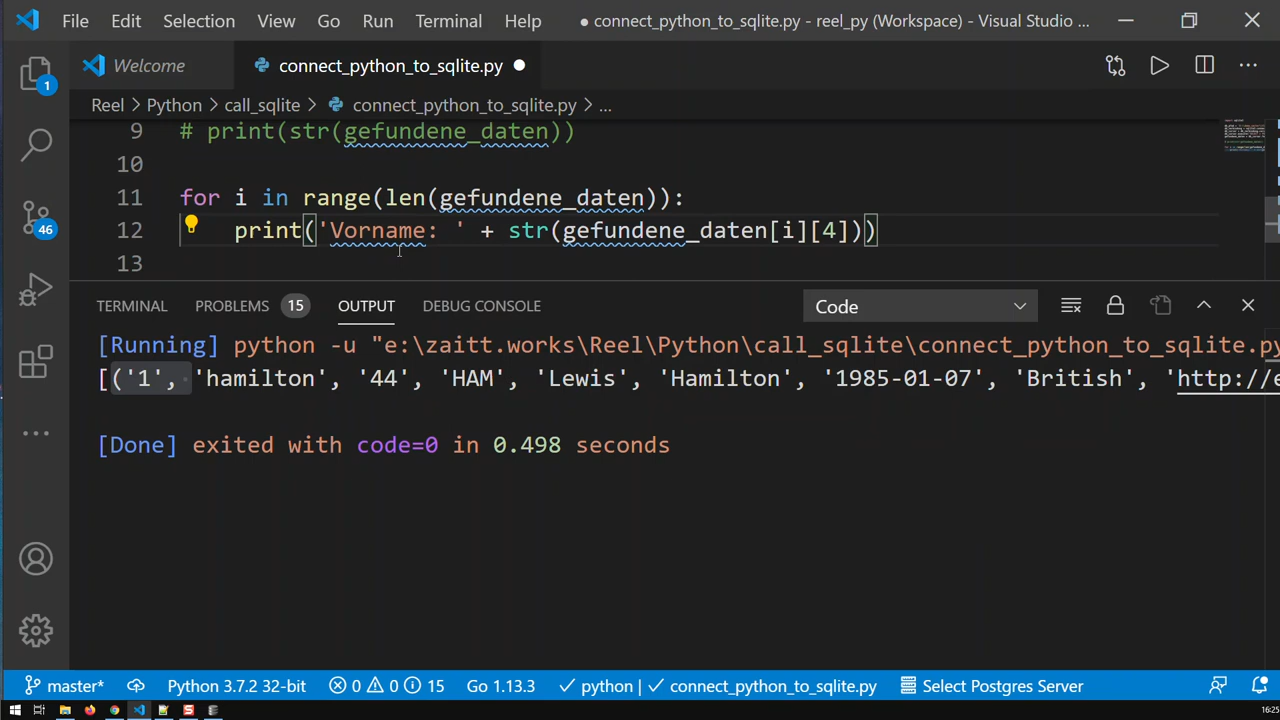 File Edit Selection View Go Run Terminal Help ● connect_python_to_sqlite.py - reel_py (Workspace) - Visual Studio ...
Welcome connect_python_to_sqlite.py
1
Reel > Python > call_sqlite > connect_python_to_sqlite.py > ...
9 # print(str(gefundene_daten))
10
11 for i in range(len(gefundene_daten)):
12 print('Vorname: ' + str(gefundene_daten[i][4]))
13
46
TERMINAL PROBLEMS 15 OUTPUT DEBUG CONSOLE Code
[Running] python -u "e:\zaitt.works\Reel\Python\call_sqlite\connect_python_to_sqlite.py
[('1', 'hamilton', '44', 'HAM', 'Lewis', 'Hamilton', '1985-01-07', 'British', 'http://e
[Done] exited with code=0 in 0.498 seconds
master* 0 0 15 Python 3.7.2 32-bit Go 1.13.3 python | connect_python_to_sqlite.py Select Postgres Server
16:25